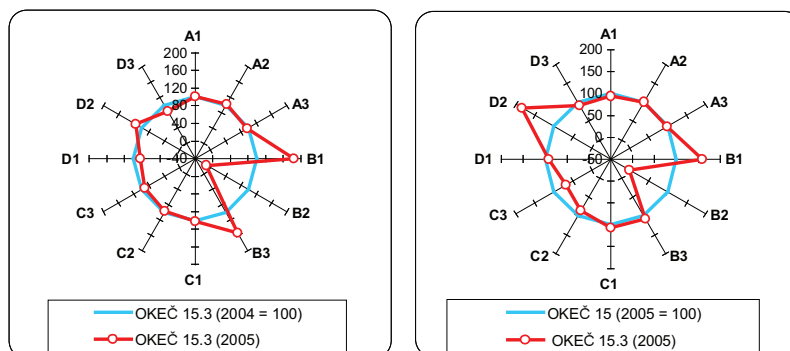 A1
200
D3
A2
160
120
D2
A3
80
40
0
D1
-40
B1
C3
B2
C2
B3
C1
OKEČ 15.3 (2004 = 100)
OKEČ 15.3 (2005)
A1
200
D3
A2
150
D2
100
A3
50
0
D1
-50
B1
C3
B2
C2
B3
C1
OKEČ 15 (2005 = 100)
OKEČ 15.3 (2005)